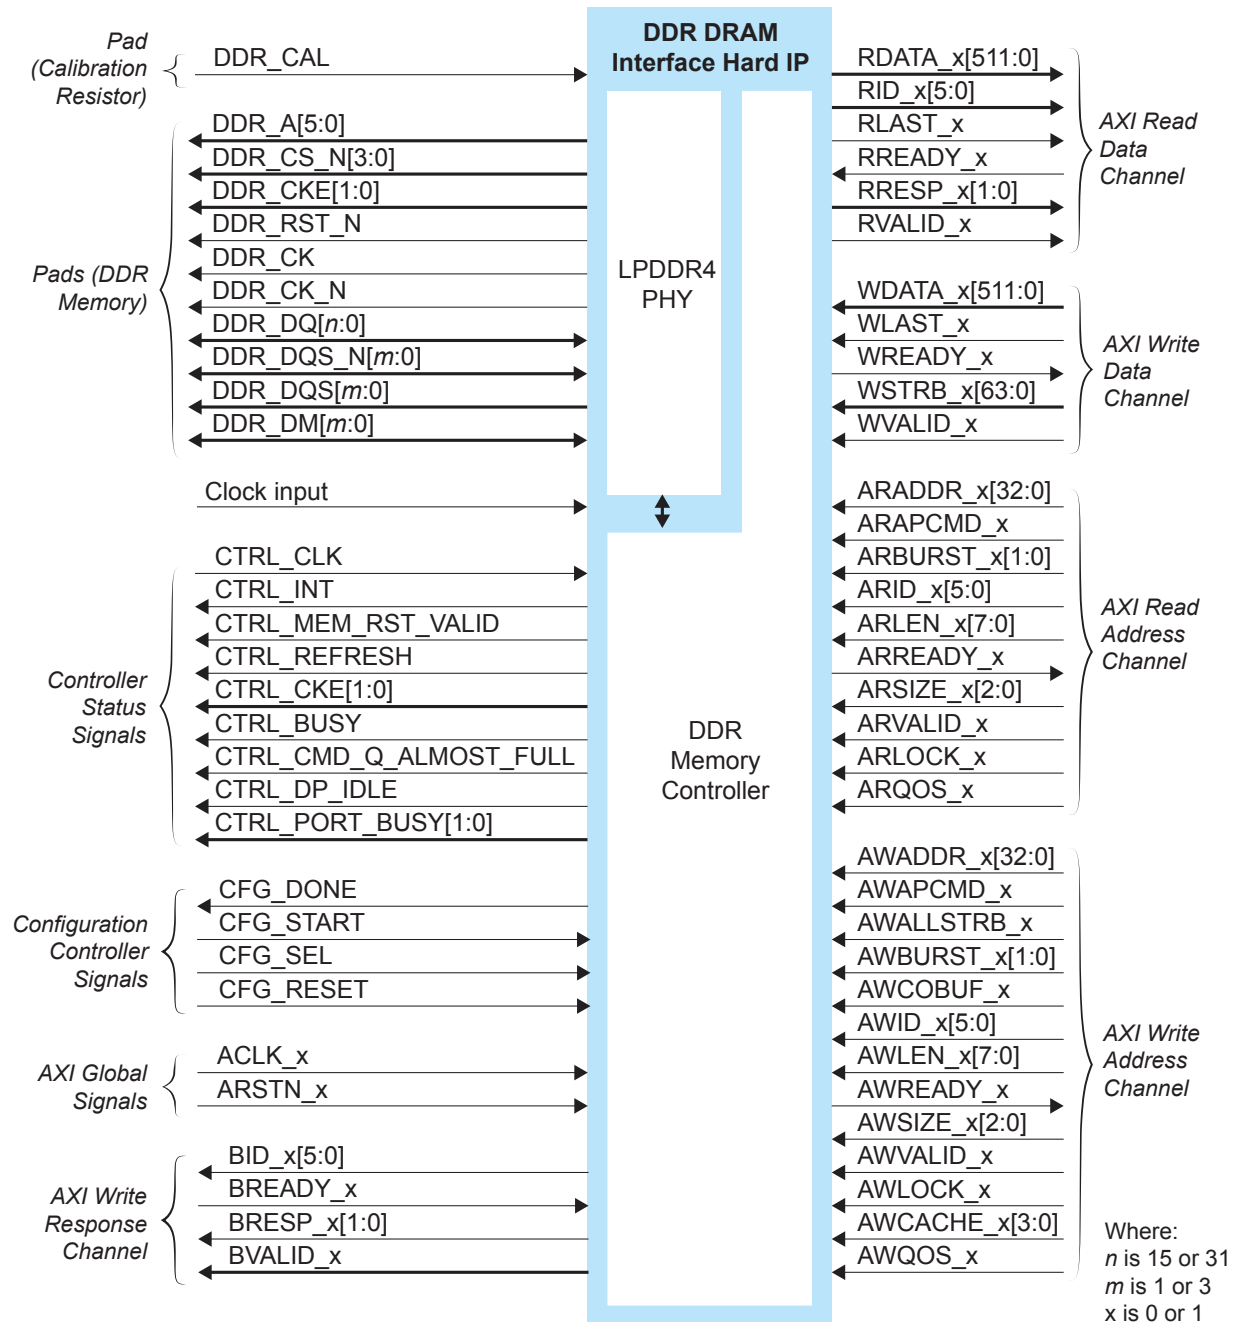 Pad
(Calibration
Resistor)
DDR_CAL
Pads (DDR
Memory)
DDR_A[5:0]
DDR_CS_N[3:0]
DDR_CKE[1:0]
DDR_RST_N
DDR_CK
DDR_CK_N
DDR_DQ[n:0]
DDR_DQS_N[m:0]
DDR_DQS[m:0]
DDR_DM[m:0]
Clock input
Controller
Status
Signals
CTRL_CLK
CTRL_INT
CTRL_MEM_RST_VALID
CTRL_REFRESH
CTRL_CKE[1:0]
CTRL_BUSY
CTRL_CMD_Q_ALMOST_FULL
CTRL_DP_IDLE
CTRL_PORT_BUSY[1:0]
Configuration
Controller
Signals
CFG_DONE
CFG_START
CFG_SEL
CFG_RESET
AXI Global
Signals
ACLK_x
ARSTN_x
AXI Write
Response
Channel
BID_x[5:0]
BREADY_x
BRESP_x[1:0]
BVALID_x
DDR DRAM
Interface Hard IP
LPDDR4
PHY
DDR
Memory
Controller
RDATA_x[511:0]
RID_x[5:0]
RLAST_x
RREADY_x
RRESP_x[1:0]
RVALID_x
AXI Read
Data
Channel
WDATA_x[511:0]
WLAST_x
WREADY_x
WSTRB_x[63:0]
WVALID_x
AXI Write
Data
Channel
ARADDR_x[32:0]
ARAPCMD_x
ARBURST_x[1:0]
ARID_x[5:0]
ARLEN_x[7:0]
ARREADY_x
ARSIZE_x[2:0]
ARVALID_x
ARLOCK_x
ARQOS_x
AXI Read
Address
Channel
AWADDR_x[32:0]
AWAPCMD_x
AWALLSTRB_x
AWBURST_x[1:0]
AWCOBUF_x
AWID_x[5:0]
AWLEN_x[7:0]
AWREADY_x
AWSIZE_x[2:0]
AWVALID_x
AWLOCK_x
AWCACHE_x[3:0]
AWQOS_x
AXI Write
Address
Channel
Where:
n is 15 or 31
m is 1 or 3
x is 0 or 1